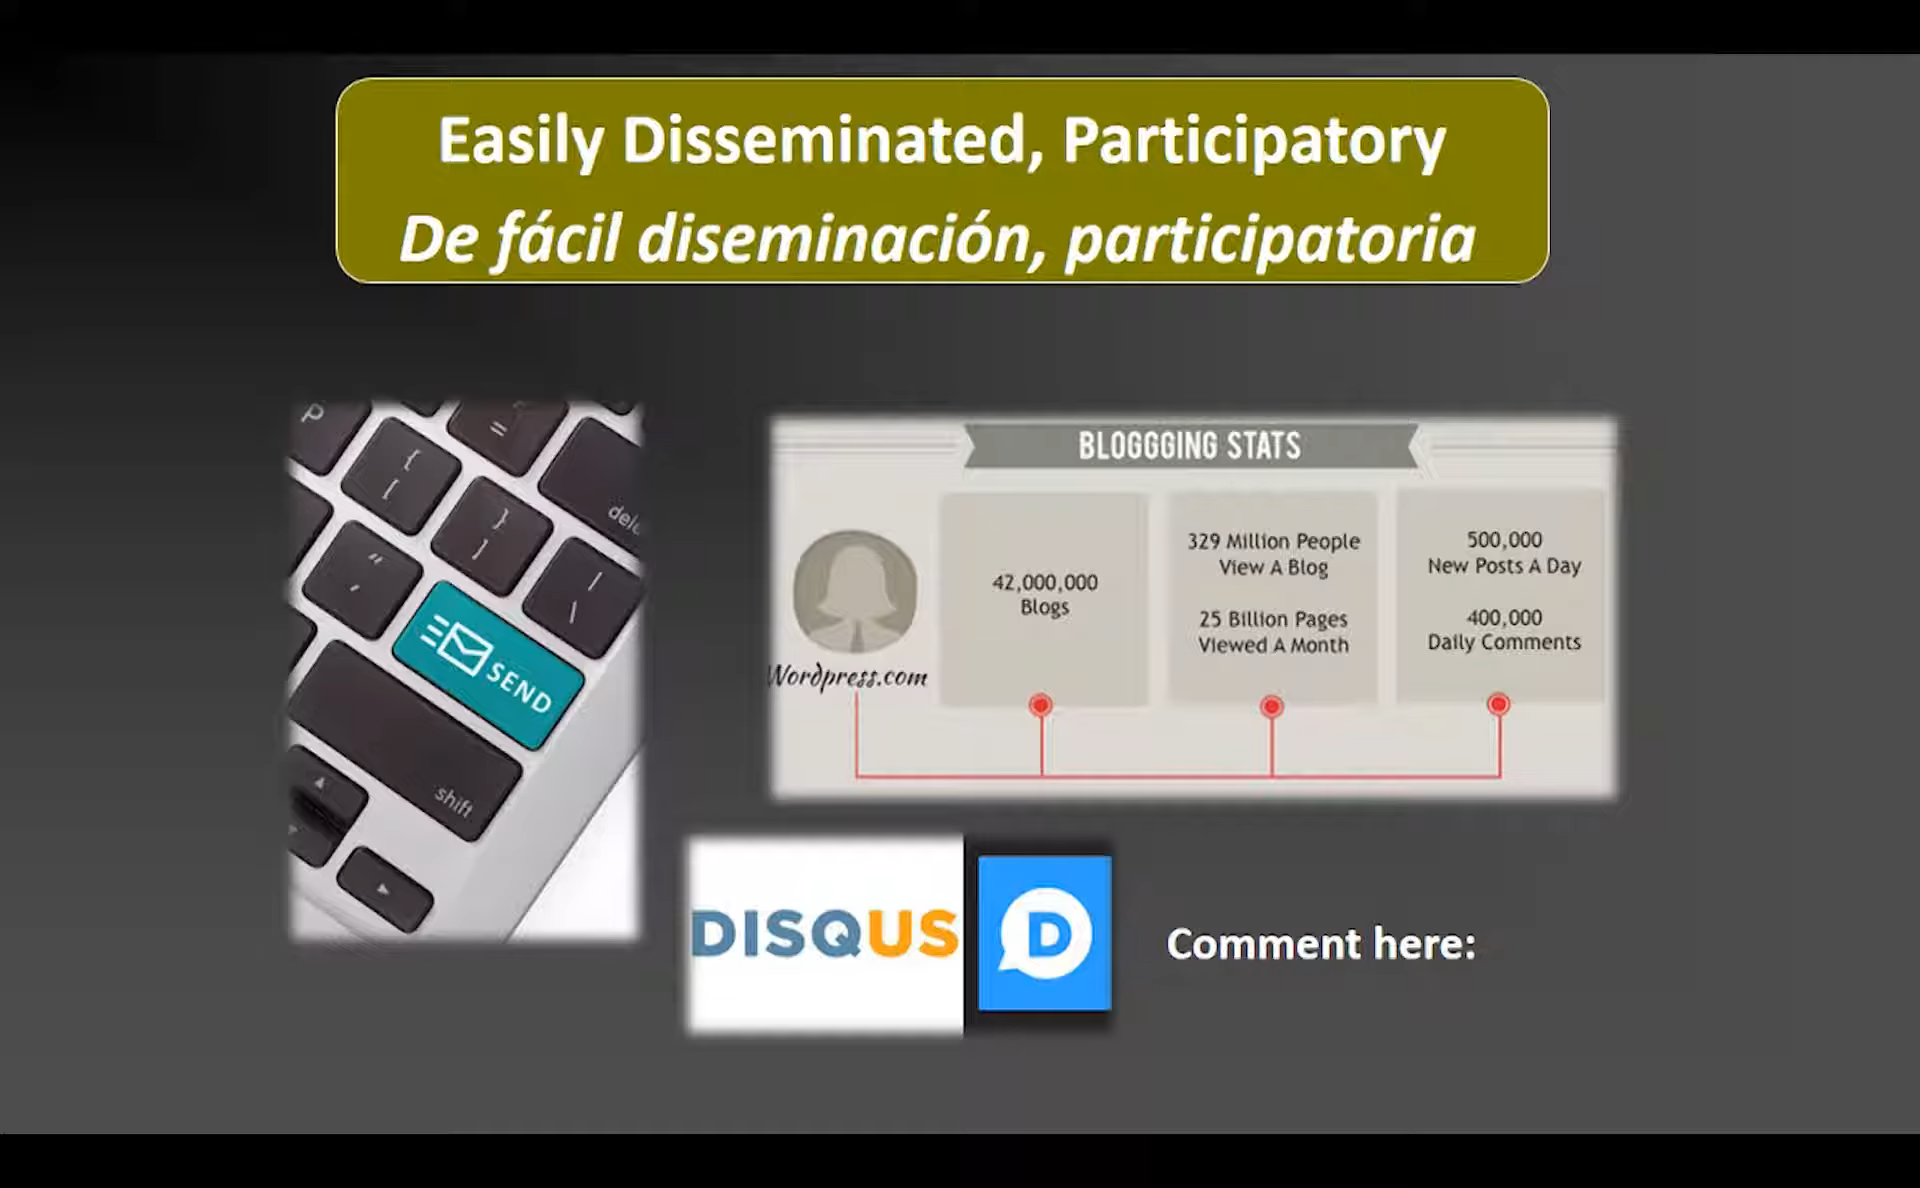 Easily Disseminated, Participatory
De fácil diseminación, participatoria
P
=
{
[
}
]
"
,
|
\
SEND
shift
BLOGGGING STATS
Wordpress.com
42,000,000
Blogs
329 Million People
View A Blog
25 Billion Pages
Viewed A Month
500,000
New Posts A Day
400,000
Daily Comments
DISQUS
D
Comment here: